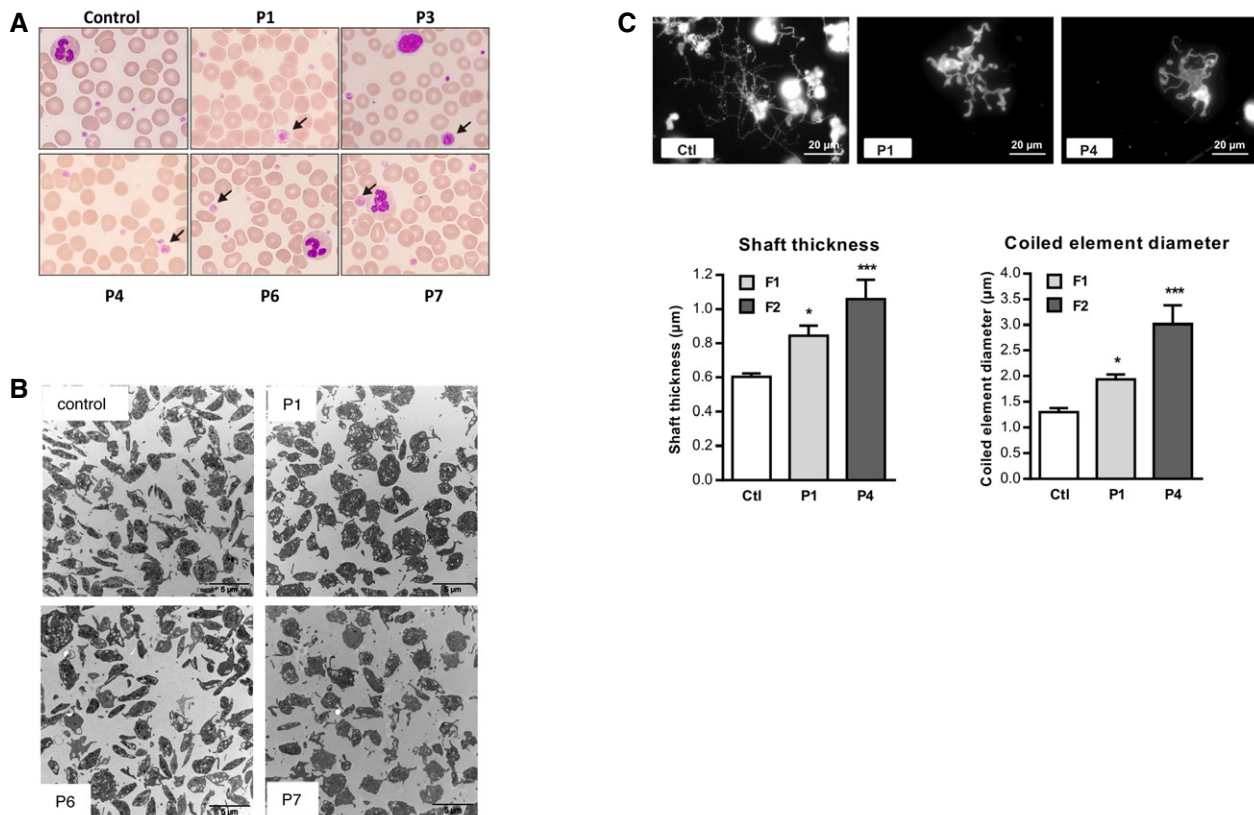 A
Control P1 P3
P4 P6 P7
B
control
P1
5 μm
5 μm
P6
P7
5 μm
5 μm
C
Ctl
20 μm
P1
20 μm
P4
20 μm
Shaft thickness
F1
F2
*
***
Shaft thickness (μm)
1.2
1.0
0.8
0.6
0.4
0.2
0.0
Ctl P1 P4
Coiled element diameter
F1
F2
*
***
Coiled element diameter (μm)
4.0
3.5
3.0
2.5
2.0
1.5
1.0
0.5
0.0
Ctl P1 P4